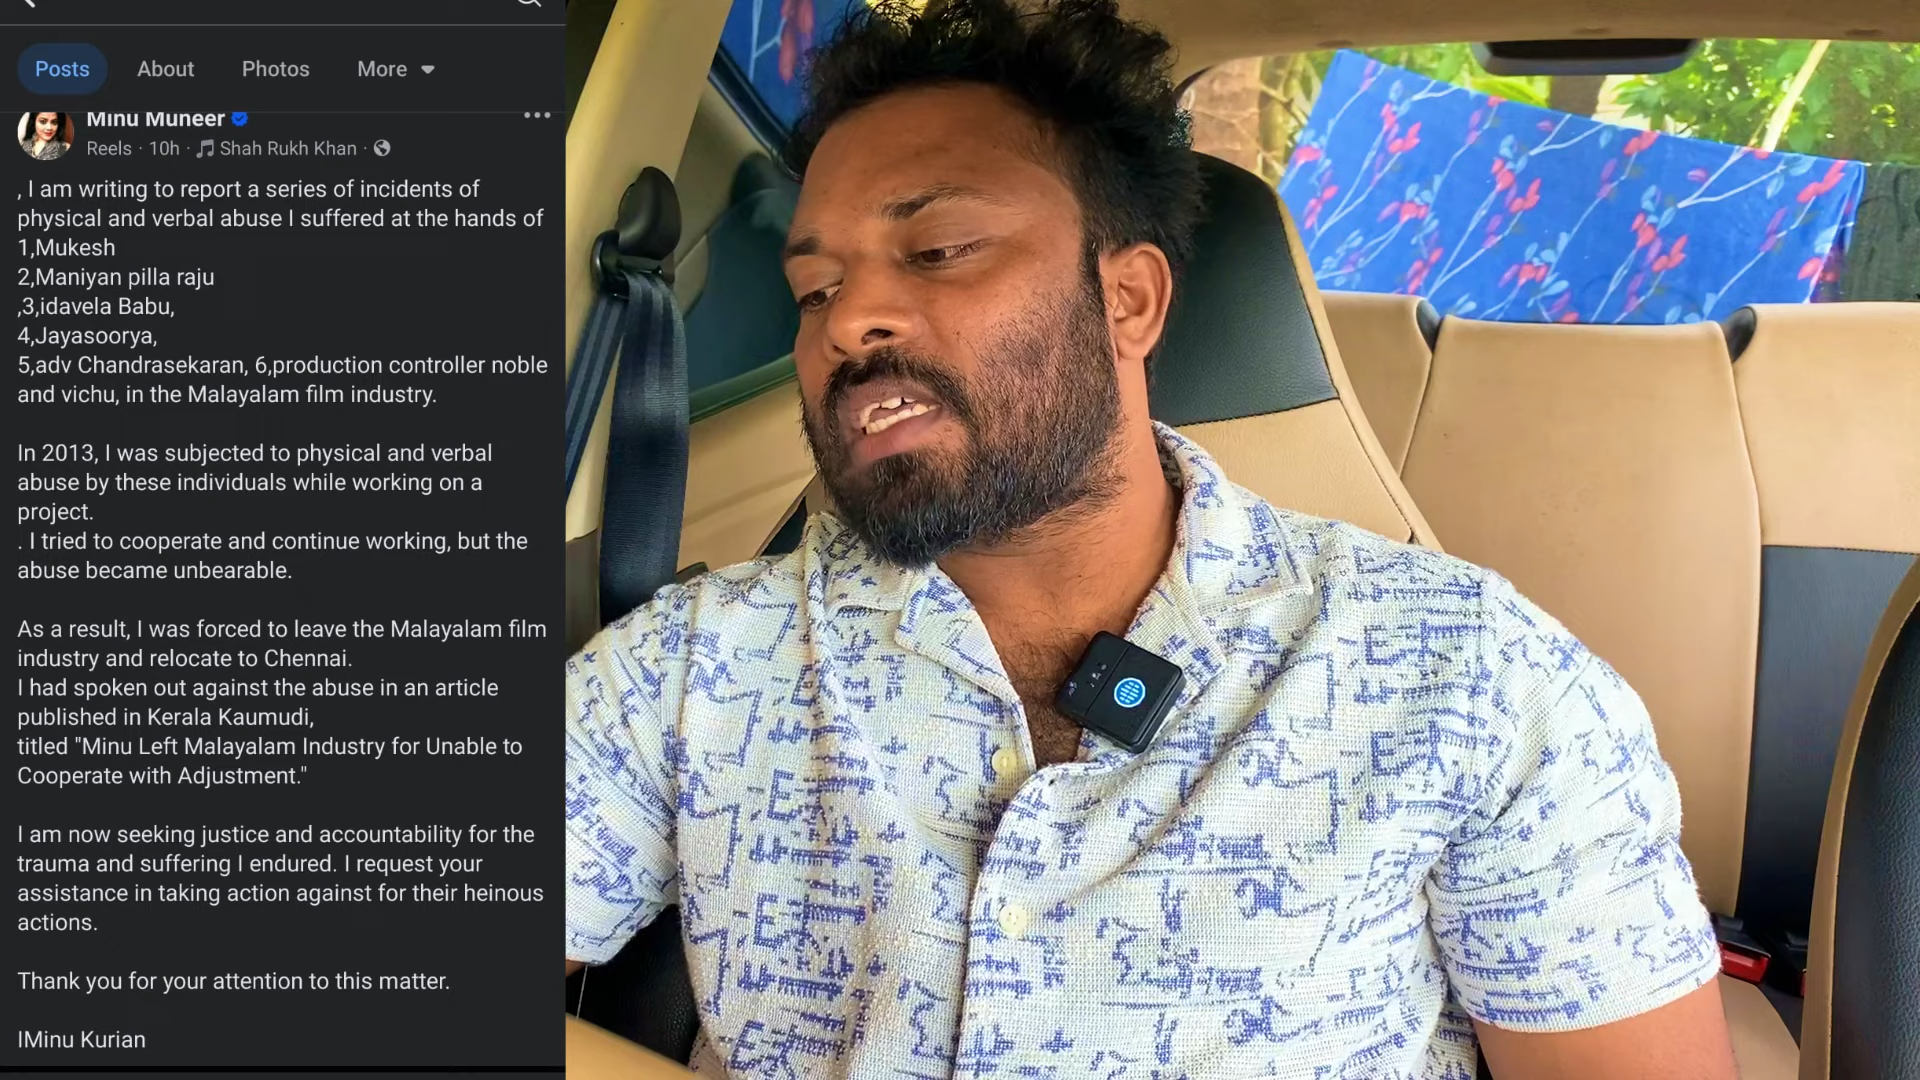 Posts About Photos More
Minu Muneer
Reels · 10h · Shah Rukh Khan ·
, I am writing to report a series of incidents of
physical and verbal abuse I suffered at the hands of
1,Mukesh
2,Maniyan pilla raju
,3,idavela Babu,
4,Jayasoorya,
5,adv Chandrasekaran, 6,production controller noble
and vichu, in the Malayalam film industry.
In 2013, I was subjected to physical and verbal
abuse by these individuals while working on a
project.
. I tried to cooperate and continue working, but the
abuse became unbearable.
As a result, I was forced to leave the Malayalam film
industry and relocate to Chennai.
I had spoken out against the abuse in an article
published in Kerala Kaumudi,
titled "Minu Left Malayalam Industry for Unable to
Cooperate with Adjustment."
I am now seeking justice and accountability for the
trauma and suffering I endured. I request your
assistance in taking action against for their heinous
actions.
Thank you for your attention to this matter.
IMinu Kurian